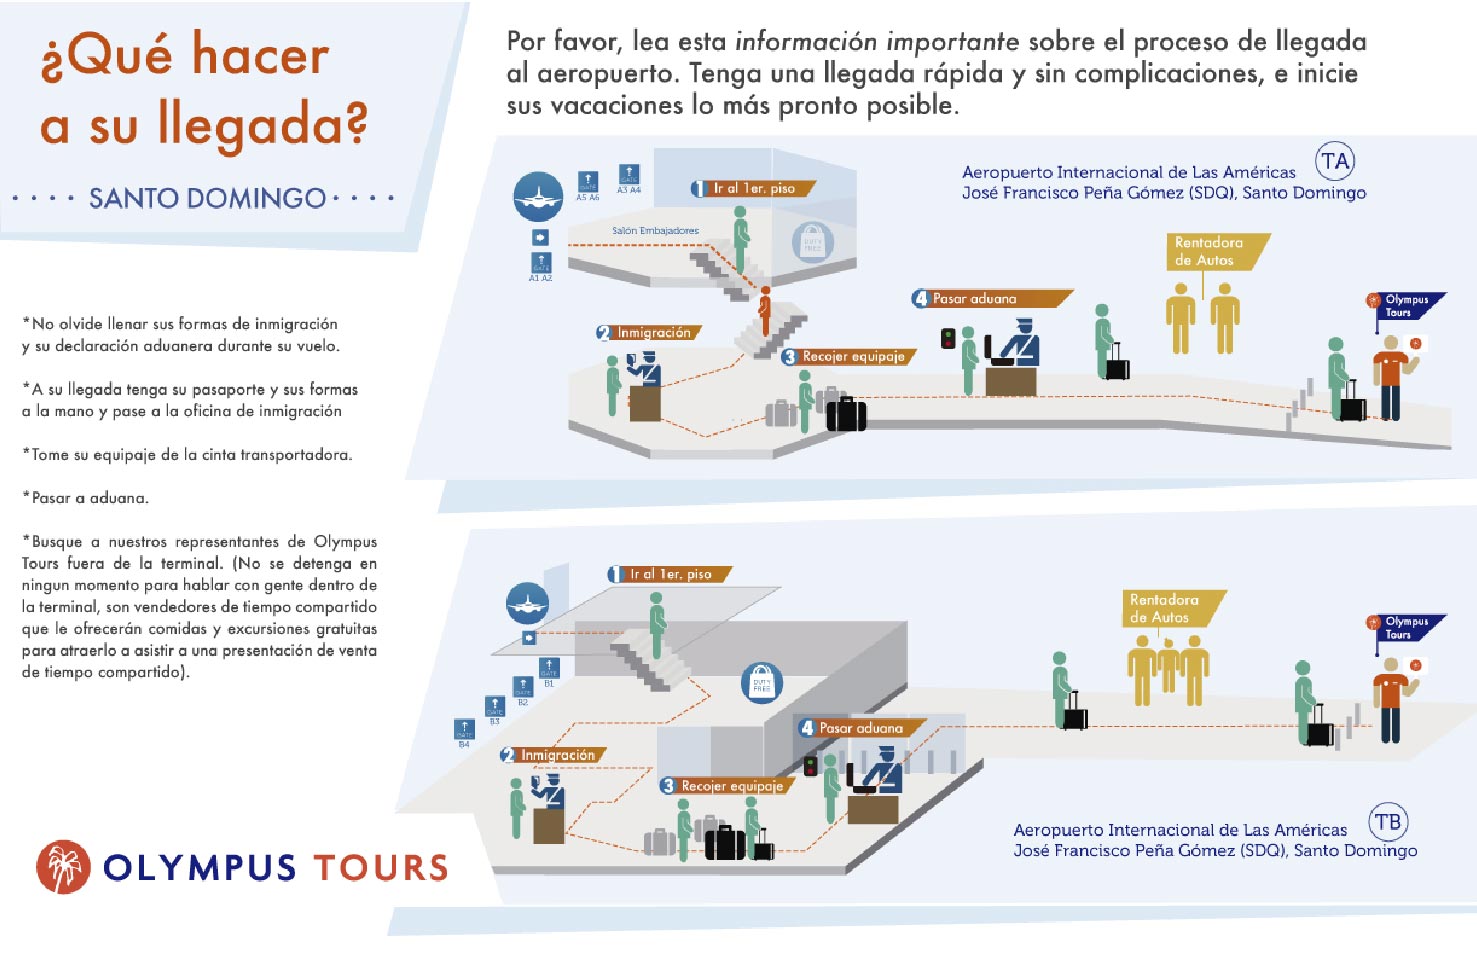 ¿Qué hacer
a su llegada?
SANTO DOMINGO
Por favor, lea esta información importante sobre el proceso de llegada
al aeropuerto. Tenga una llegada rápida y sin complicaciones, e inicie
sus vacaciones lo más pronto posible.
*No olvide llenar sus formas de inmigración
y su declaración aduanera durante su vuelo.
*A su llegada tenga su pasaporte y sus formas
a la mano y pase a la oficina de inmigración
*Tome su equipaje de la cinta transportadora.
*Pasar a aduana.
*Busque a nuestros representantes de Olympus
Tours fuera de la terminal. (No se detenga en
ningun momento para hablar con gente dentro de
la terminal, son vendedores de tiempo compartido
que le ofrecerán comidas y excursiones gratuitas
para atraerlo a asistir a una presentación de venta
de tiempo compartido).
OLYMPUS TOURS
Aeropuerto Internacional de Las Américas
José Francisco Peña Gómez (SDQ), Santo Domingo
TA
GATE
A5 A6
GATE
A3 A4
GATE
A1 A2
1 Ir al 1er. piso
Salón Embajadores
DUTY
FREE
2 Inmigración
3 Recojer equipaje
4 Pasar aduana
Rentadora
de Autos
Olympus
Tours
1 Ir al 1er. piso
GATE
B1
GATE
B2
GATE
B3
GATE
B4
DUTY
FREE
2 Inmigración
3 Recojer equipaje
4 Pasar aduana
Rentadora
de Autos
Olympus
Tours
Aeropuerto Internacional de Las Américas
José Francisco Peña Gómez (SDQ), Santo Domingo
TB